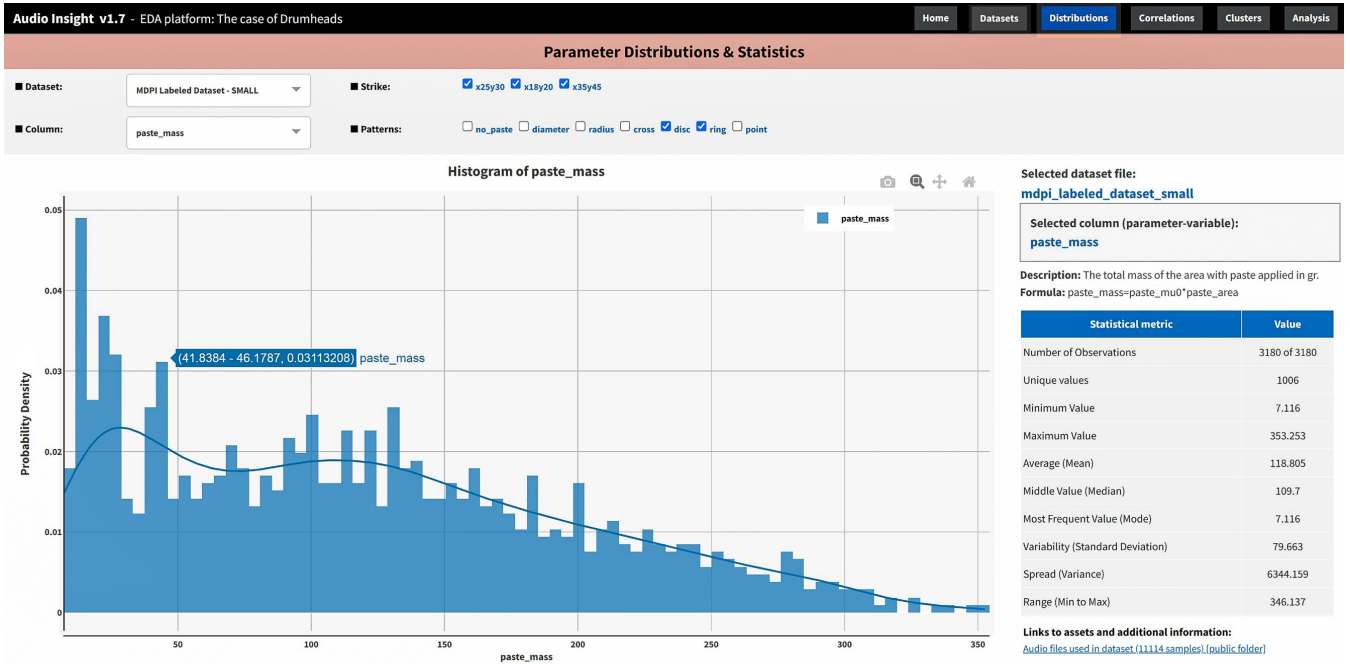 Audio Insight v1.7 - EDA platform: The case of Drumheads
Home Datasets Distributions Correlations Clusters Analysis
Parameter Distributions & Statistics
Dataset: MDPI Labeled Dataset - SMALL
Strike: x25y30 x18y20 x35y45
Column: paste_mass
Patterns: no_paste diameter radius cross disc ring point
Histogram of paste_mass
paste_mass
0.05
0.04
0.03
0.02
0.01
0
Probability Density
(41.8384 - 46.1787, 0.03113208) paste_mass
50 100 150 200 250 300 350
paste_mass
Selected dataset file:
mdpi_labeled_dataset_small
Selected column (parameter-variable):
paste_mass
Description: The total mass of the area with paste applied in gr.
Formula: paste_mass=paste_mu0*paste_area
Statistical metric Value
Number of Observations 3180 of 3180
Unique values 1006
Minimum Value 7.116
Maximum Value 353.253
Average (Mean) 118.805
Middle Value (Median) 109.7
Most Frequent Value (Mode) 7.116
Variability (Standard Deviation) 79.663
Spread (Variance) 6344.159
Range (Min to Max) 346.137
Links to assets and additional information:
Audio files used in dataset (11114 samples) [public folder]